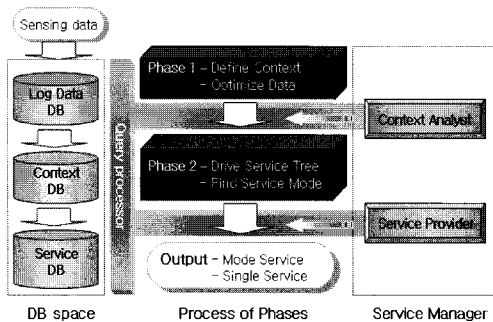 Sensing data
Log Data
DB
Context
DB
Service
DB
DB space
Query processor
Phase 1 - Define Context
- Optimize Data
Phase 2 - Drive Service Tree
- Find Service Mode
Output - Mode Service
- Single Service
Process of Phases
Context Analyst
Service Provider
Service Manager